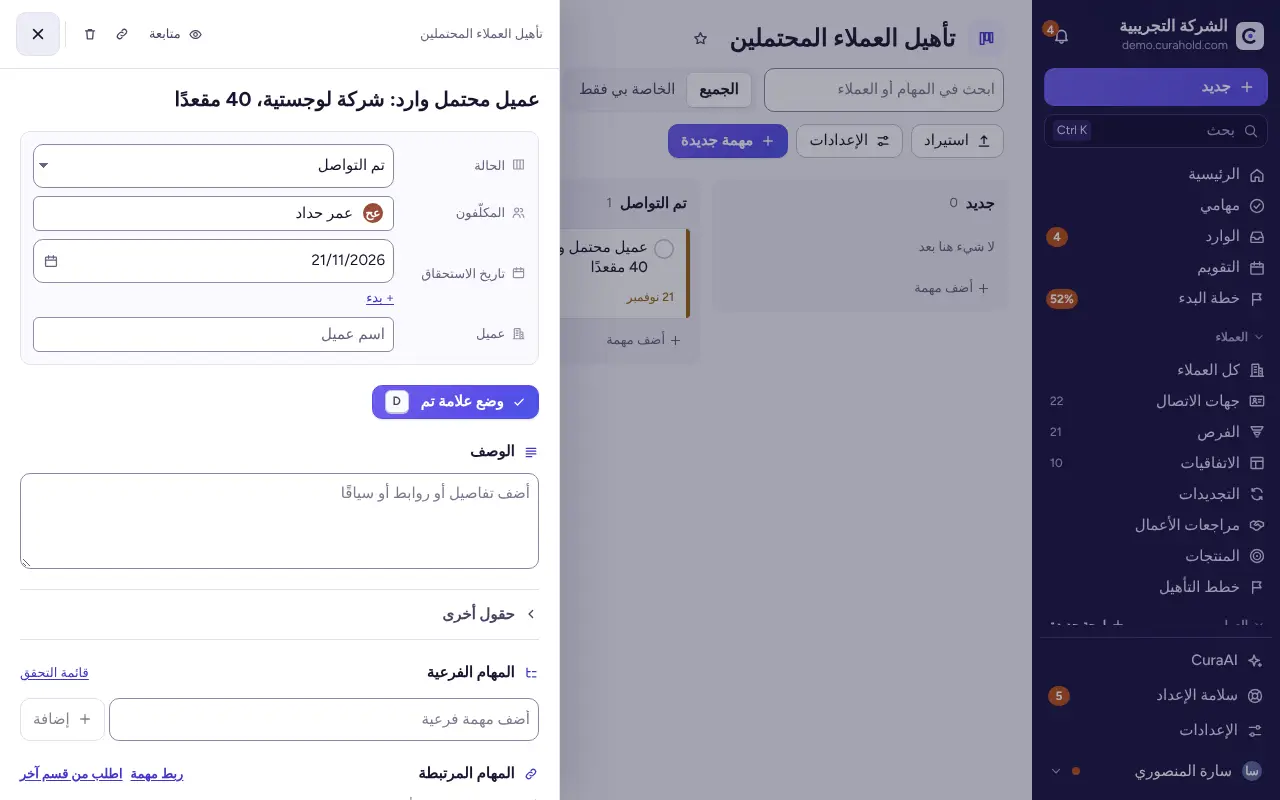 الشركة التجريبية
demo.curahold.com
4
جديد
بحث
Ctrl K
الرئيسية
مهامي
الوارد
4
التقويم
خطة البدء
52%
العملاء
كل العملاء
جهات الاتصال
22
الفرص
21
الاتفاقيات
10
التجديدات
مراجعات الأعمال
المنتجات
خطط التأهيل
CuraAI
سلامة الإعداد
5
الإعدادات
سارة المنصوري
سا
تأهيل العملاء المحتملين
ابحث في المهام أو العملاء
الجميع
الخاصة بي فقط
استيراد
الإعدادات
مهمة جديدة
جديد 0
لا شيء هنا بعد
أضف مهمة
تم التواصل 1
عميل محتمل و
40 مقعدًا
21 نوفمبر
أضف مهمة
تأهيل العملاء المحتملين
متابعة
عميل محتمل وارد: شركة لوجستية، 40 مقعدًا
الحالة
تم التواصل
المكلّفون
عح
عمر حداد
تاريخ الاستحقاق
21/11/2026
+ بدء
عميل
اسم عميل
وضع علامة تم
D
الوصف
أضف تفاصيل أو روابط أو سياقًا
حقول أخرى
المهام الفرعية
قائمة التحقق
أضف مهمة فرعية
إضافة
المهام المرتبطة
ربط مهمة
اطلب من قسم آخر